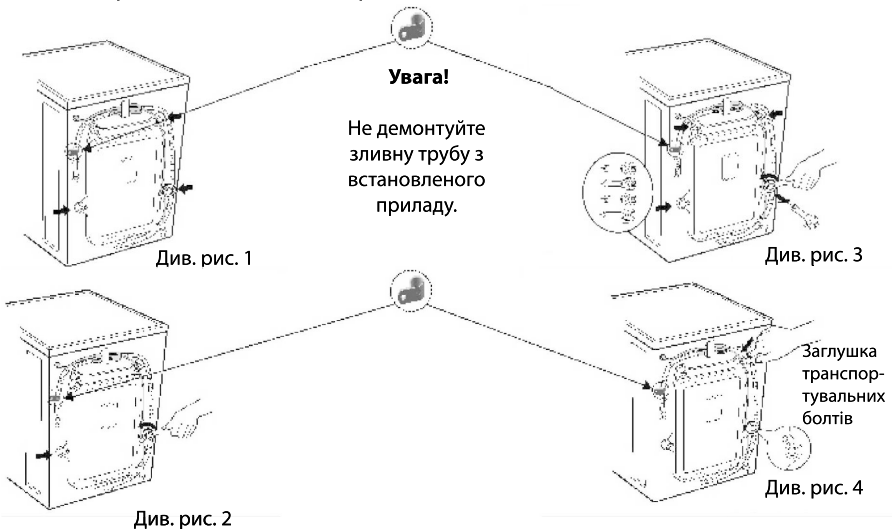 Увага!
Не демонтуйте
зливну трубу з
встановленого
приладу.
Див. рис. 1
Див. рис. 3
Заглушка
транспор-
тувальних
болтів
Див. рис. 4
Див. рис. 2